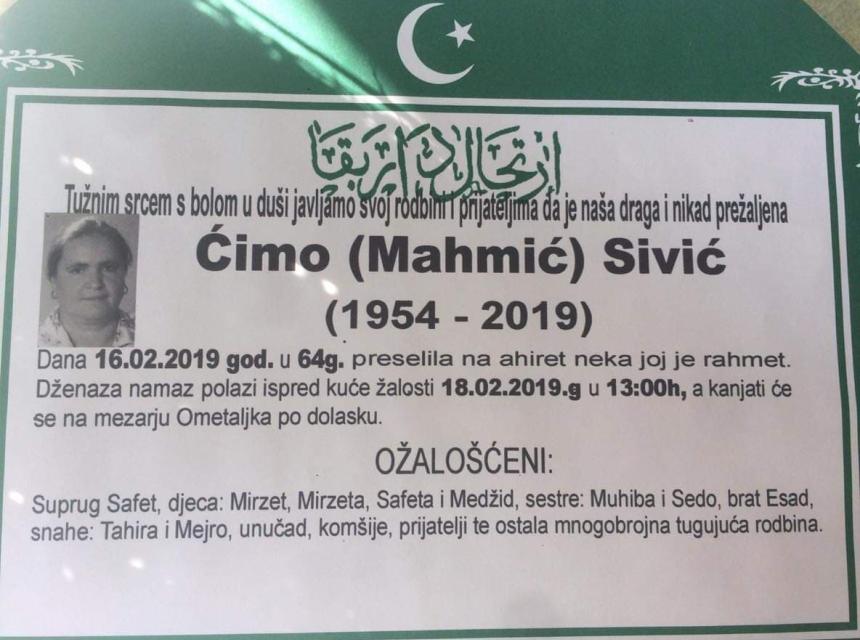 ارتحال دار بقا
Tužnim srcem s bolom u duši javljamo svoj rodbini i prijateljima da je naša draga i nikad prežaljena
Ćimo (Mahmić) Sivić
(1954 - 2019)
Dana 16.02.2019 god. u 64g. preselila na ahiret neka joj je rahmet.
Dženaza namaz polazi ispred kuće žalosti 18.02.2019.g u 13:00h, a kanjati će
se na mezarju Ometaljka po dolasku.
OŽALOŠĆENI:
Suprug Safet, djeca: Mirzet, Mirzeta, Safeta i Medžid, sestre: Muhiba i Sedo, brat Esad,
snahe: Tahira i Mejro, unučad, komšije, prijatelji te ostala mnogobrojna tugujuća rodbina.